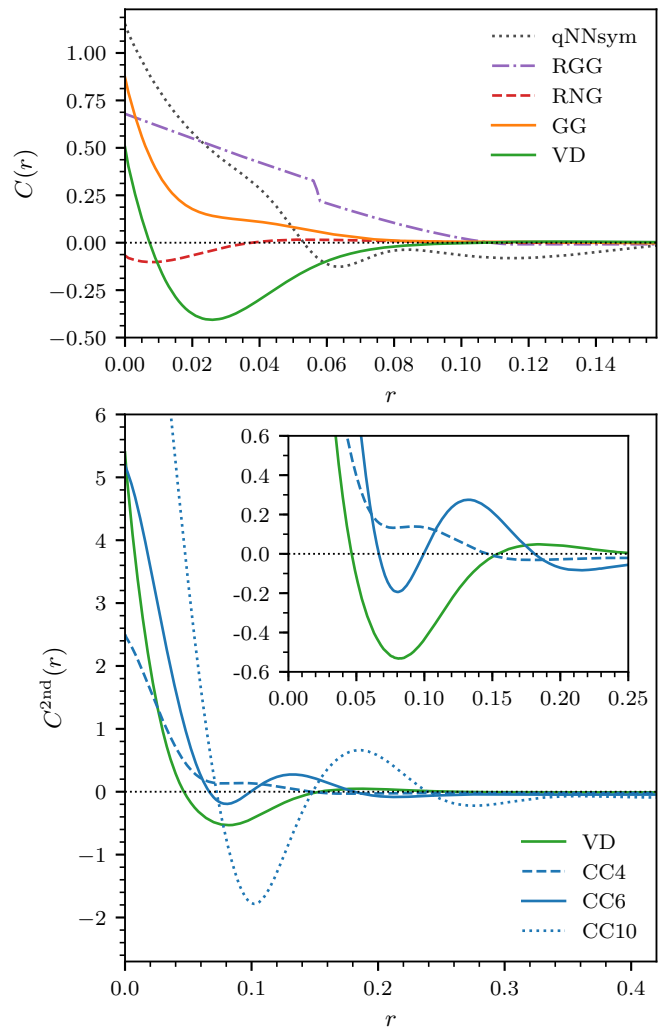 C(r)
1.00
0.75
0.50
0.25
0.00
−0.25
−0.50
qNNsym
RGG
RNG
GG
VD
0.00 0.02 0.04 0.06 0.08 0.10 0.12 0.14
r
C²ⁿᵈ(r)
6
5
4
3
2
1
0
−1
−2
0.6
0.4
0.2
0.0
-0.2
-0.4
-0.6
0.00 0.05 0.10 0.15 0.20 0.25
VD
CC4
CC6
CC10
0.0 0.1 0.2 0.3 0.4
r